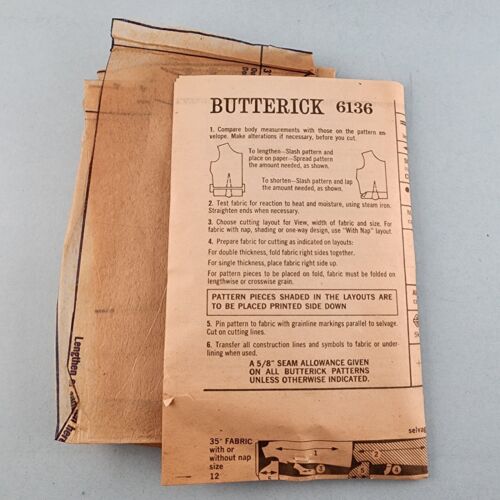 BUTTERICK 6136
1. Compare body measurements with those on the pattern en-
velope. Make alterations if necessary, before you cut.
To lengthen—Slash pattern and
place on paper—Spread pattern
the amount needed, as shown.
To shorten—Slash pattern and lap
the amount needed, as shown.
2. Test fabric for reaction to heat and moisture, using steam iron.
Straighten ends when necessary.
3. Choose cutting layout for View, width of fabric and size. For
fabric with nap, shading or one-way design, use "With Nap" layout
4. Prepare fabric for cutting as indicated on layouts:
For double thickness, fold fabric right sides together.
For single thickness, place fabric right side up.
For pattern pieces to be placed on fold, fabric must be folded on
lengthwise or crosswise grain.
PATTERN PIECES SHADED IN THE LAYOUTS ARE
TO BE PLACED PRINTED SIDE DOWN
5. Pin pattern to fabric with grainline markings parallel to selvage.
Cut on cutting lines.
6. Transfer all construction lines and symbols to fabric or under-
lining when used.
A 5/8" SEAM ALLOWANCE GIVEN
ON ALL BUTTERICK PATTERNS
UNLESS OTHERWISE INDICATED.
selvag
35" FABRIC
with or
without nap
size
12
1
2
3
4
5
Lengthen
here